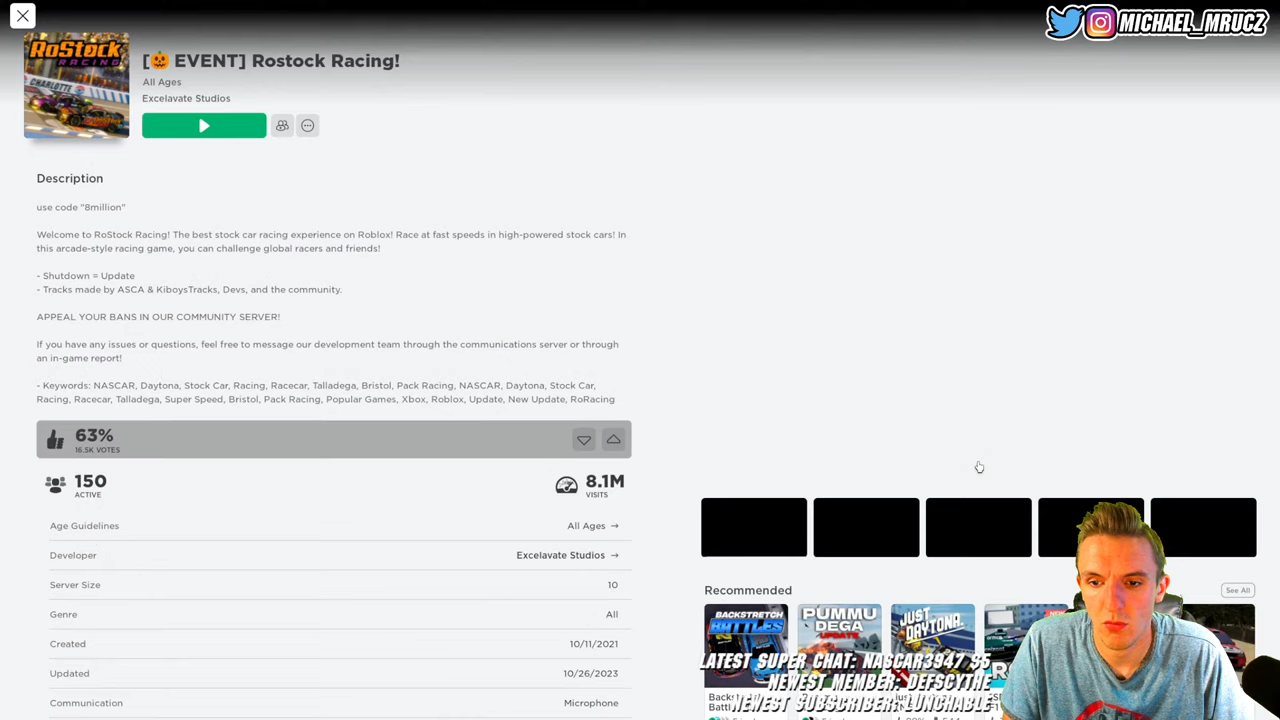 MICHAEL_MRUCZ
RoStock
RACING
CHARLOTTE
[🎃 EVENT] Rostock Racing!
All Ages
Excelavate Studios
Description
use code "8million"
Welcome to RoStock Racing! The best stock car racing experience on Roblox! Race at fast speeds in high-powered stock cars! In
this arcade-style racing game, you can challenge global racers and friends!
- Shutdown = Update
- Tracks made by ASCA & KiboysTracks, Devs, and the community.
APPEAL YOUR BANS IN OUR COMMUNITY SERVER!
If you have any issues or questions, feel free to message our development team through the communications server or through
an in-game report!
- Keywords: NASCAR, Daytona, Stock Car, Racing, Racecar, Talladega, Bristol, Pack Racing, NASCAR, Daytona, Stock Car,
Racing, Racecar, Talladega, Super Speed, Bristol, Pack Racing, Popular Games, Xbox, Roblox, Update, New Update, RoRacing
63%
16.5K VOTES
150
ACTIVE
8.1M
VISITS
Age Guidelines
All Ages →
Developer
Excelavate Studios →
Server Size
10
Genre
All
Created
10/11/2021
Updated
10/26/2023
Communication
Microphone
Recommended
See All
BACKSTRETCH
BATTLES
PUMMU
DEGA
UPDATE
JUST
DAYTONA
LATEST SUPER CHAT: NASCAR3947 $5
NEWEST MEMBER: DEFSCYTHE
NEWEST SUBSCRIBER: LUNCHABLE